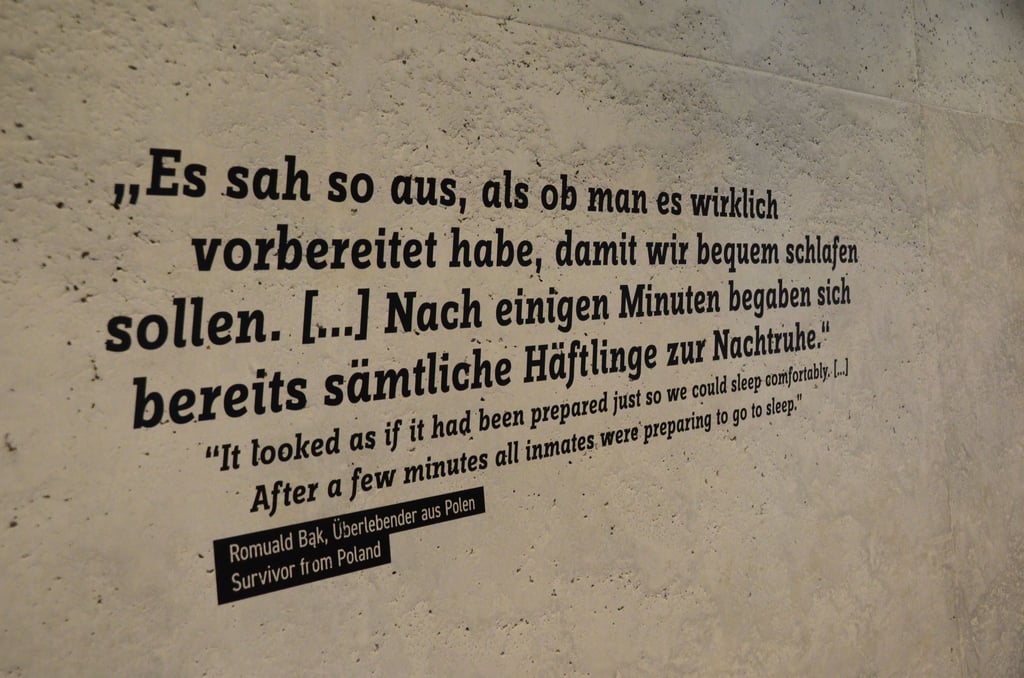 „Es sah so aus, als ob man es wirklich
vorbereitet habe, damit wir bequem schlafen
sollen. [...] Nach einigen Minuten begaben sich
bereits sämtliche Häftlinge zur Nachtruhe.“
“It looked as if it had been prepared just so we could sleep comfortably. [...]
After a few minutes all inmates were preparing to go to sleep.”
Romuald Bąk, Überlebender aus Polen
Survivor from Poland